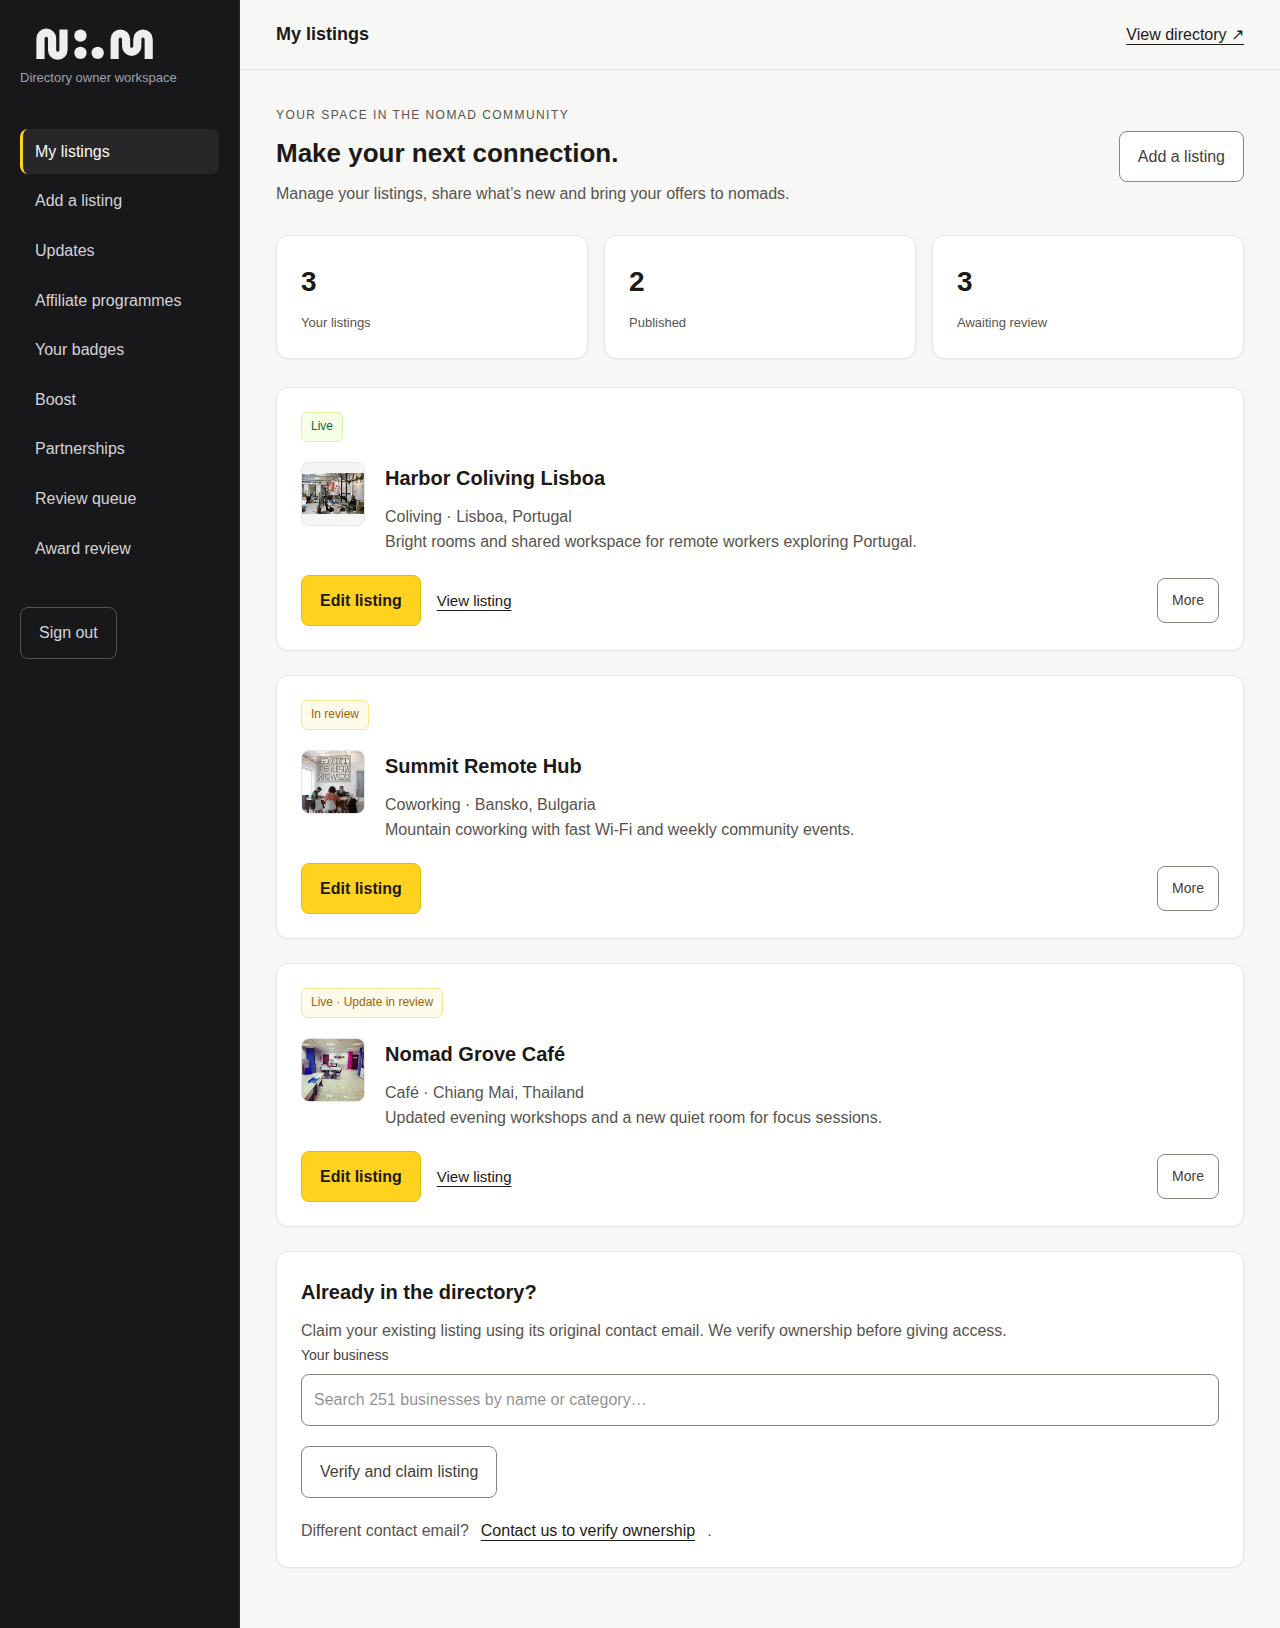 Directory owner workspace
My listings
Add a listing
Updates
Affiliate programmes
Your badges
Boost
Partnerships
Review queue
Award review
Sign out
My listings
View directory ↗
YOUR SPACE IN THE NOMAD COMMUNITY
Make your next connection.
Manage your listings, share what’s new and bring your offers to nomads.
Add a listing
3
Your listings
2
Published
3
Awaiting review
Live
Harbor Coliving Lisboa
Coliving · Lisboa, Portugal
Bright rooms and shared workspace for remote workers exploring Portugal.
Edit listing
View listing
More
In review
Summit Remote Hub
Coworking · Bansko, Bulgaria
Mountain coworking with fast Wi-Fi and weekly community events.
Edit listing
More
Live · Update in review
Nomad Grove Café
Café · Chiang Mai, Thailand
Updated evening workshops and a new quiet room for focus sessions.
Edit listing
View listing
More
Already in the directory?
Claim your existing listing using its original contact email. We verify ownership before giving access.
Your business
Search 251 businesses by name or category…
Verify and claim listing
Different contact email? Contact us to verify ownership .